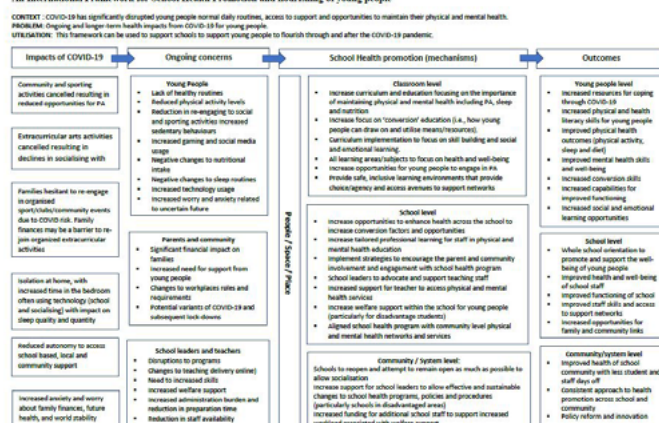 CONTEXT : COVID-19 has significantly disrupted young people normal daily routines, access to support and opportunities to maintain their physical and mental health.
PROBLEM: Ongoing and longer-term health impacts from COVID-19 for young people.
UTILISATION: This framework can be used to support schools to support young people to flourish through and after the COVID-19 pandemic.
Impacts of COVID-19
Ongoing concerns
School Health promotion (mechanisms)
Outcomes
Community and sporting
activities cancelled resulting in
reduced opportunities for PA
Extracurricular arts activities
cancelled resulting in
declines in socialising with
Families hesitant to re-engage
in organised
sport/clubs/community events
due to COVID-risk. Family
finances may be a barrier to re-
join organized extracurricular
activities
Isolation at home, with
increased time in the bedroom
often using technology (school
and socialising) with impact on
sleep quality and quantity
Reduced autonomy to access
school based, local and
community support
Increased anxiety and worry
about family finances, future
health, and world stability
Young People
• Lack of healthy routines
• Reduced physical activity levels
• Reduction in re-engaging to social
and sporting activities increased
sedentary behaviours
• Increased gaming and social media
usage
• Negative changes to nutritional
intake
• Negative changes to sleep routines
• Increased technology usage
• Increased worry and anxiety related
to uncertain future
Parents and community
• Significant financial impact on
families
• Increased need for support from
young people
• Changes to workplaces roles and
requirements
• Potential variants of COVID-19 and
subsequent lock-downs
School leaders and teachers
• Disruptions to programs
• Changes to teaching delivery online)
• Need to increased skills
• Increased welfare support
• Increased administration burden and
reduction in preparation time
• Reduction in staff availability
People / Space / Place
Classroom level
• Increase curriculum and education focusing on the importance
of maintaining physical and mental health including PA, sleep
and nutrition
• Increase focus on 'conversion' education (i.e., how young
people can draw on and utilise means/resources).
• Curriculum implementation to focus on skill building and social
and emotional learning.
• All learning areas/subjects to focus on health and well-being
• Increase opportunities for young people to engage in PA
• Provide safe, inclusive learning environments that provide
choice/agency and access avenues to support networks
School level
• Increase opportunities to enhance health across the school to
increase conversion factors and opportunities
• Increase tailored professional learning for staff in physical and
mental health education
• Implement strategies to encourage the parent and community
involvement and engagement with school health program
• School leaders to advocate and support teaching staff
• Increased support for teacher to access physical and mental
health services
• Increase welfare support within the school for young people
(particularly for disadvantage students)
• Aligned school health program with community level physical
and mental health networks and services
Community / System level:
Schools to reopen and attempt to remain open as much as possible to
allow socialisation
Increase support for school leaders to allow effective and sustainable
changes to school health programs, policies and procedures
(particularly schools in disadvantaged areas)
Increased funding for additional school staff to support increased
Young people level
• Increased resources for coping
through COVID-19
• Increased physical and health
literacy skills for young people
• Improved physical health
outcomes (physical activity,
sleep and diet)
• Improved mental health skills
and well-being
• Increased conversion skills
• Increased capabilities for
improved functioning
• Increased social and emotional
learning opportunities
School level
• Whole school orientation to
promote and support the well-
being of young people
• Improved health and well-being
of school staff
• Improved functioning of school
• Improved staff skills and access
to support networks
• Increased opportunities for
family and community links
Community/system level
• Improved health of school
community with less student and
staff days off
• Consistent approach to health
promotion across school and
community
• Policy reform and innovation